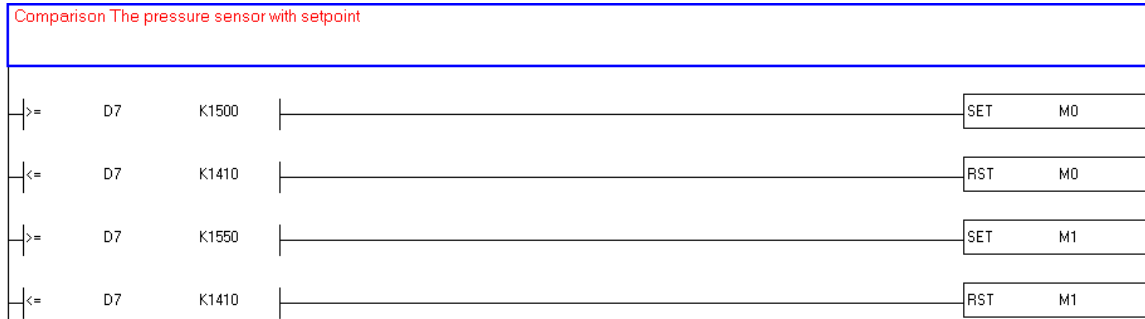 Comparison The pressure sensor with setpoint
>= D7 K1500 SET M0
<= D7 K1410 RST M0
>= D7 K1550 SET M1
<= D7 K1410 RST M1